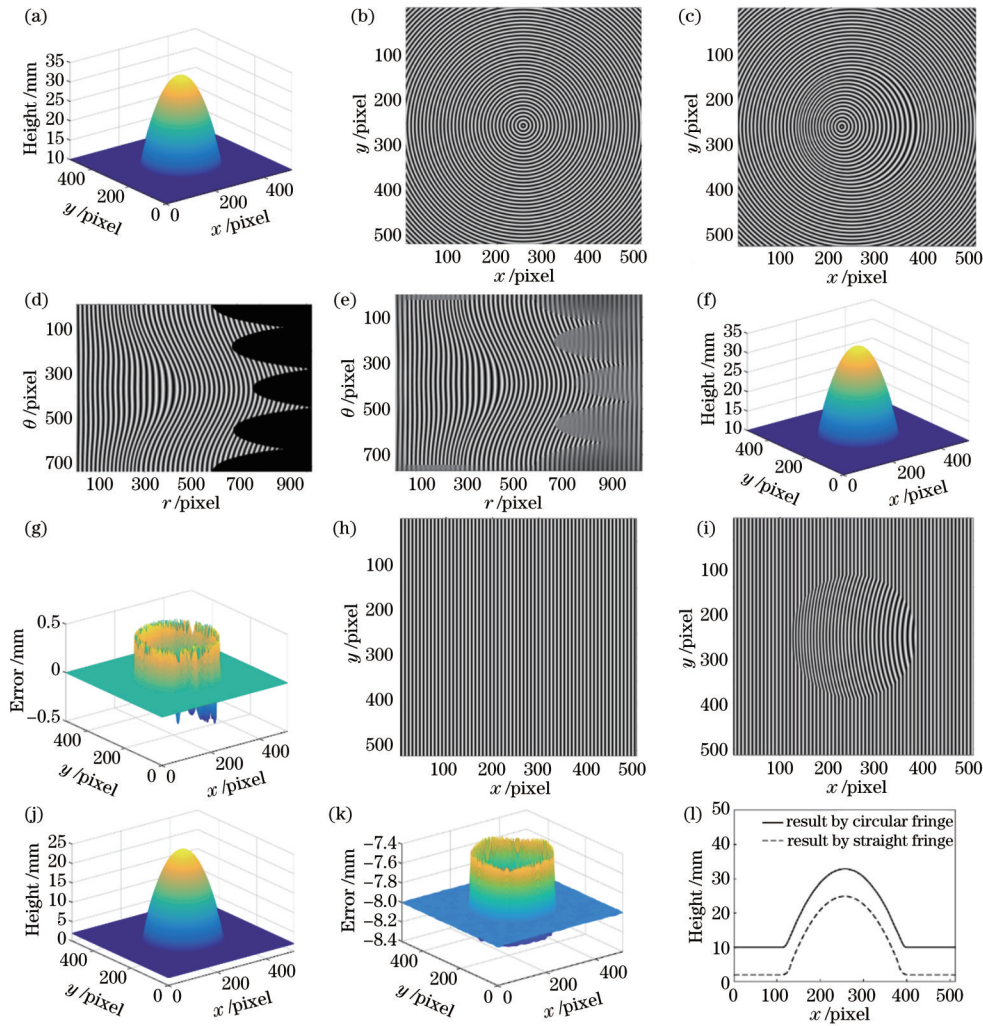 (a)
Height /mm
35
30
25
20
15
10
400
200
0
0
200
400
y /pixel
x /pixel
(b)
y /pixel
100
200
300
400
500
100 200 300 400 500
x /pixel
(c)
y /pixel
100
200
300
400
500
100 200 300 400 500
x /pixel
(d)
θ /pixel
100
300
500
700
100 300 500 700 900
r /pixel
(e)
θ /pixel
100
300
500
700
100 300 500 700 900
r /pixel
(f)
Height /mm
35
30
25
20
15
10
400
200
0
0
200
400
y /pixel
x /pixel
(g)
Error /mm
0.5
0
−0.5
400
200
0
0
200
400
y /pixel
x /pixel
(h)
y /pixel
100
200
300
400
500
100 200 300 400 500
x /pixel
(i)
y /pixel
100
200
300
400
500
100 200 300 400 500
x /pixel
(j)
Height /mm
25
20
15
10
5
0
400
200
0
0
200
400
y /pixel
x /pixel
(k)
Error /mm
−7.4
−7.6
−7.8
−8.0
−8.2
−8.4
400
200
0
0
200
400
y /pixel
x /pixel
(l)
Height /mm
50
40
30
20
10
0
result by circular fringe
result by straight fringe
0 100 200 300 400 500
x /pixel